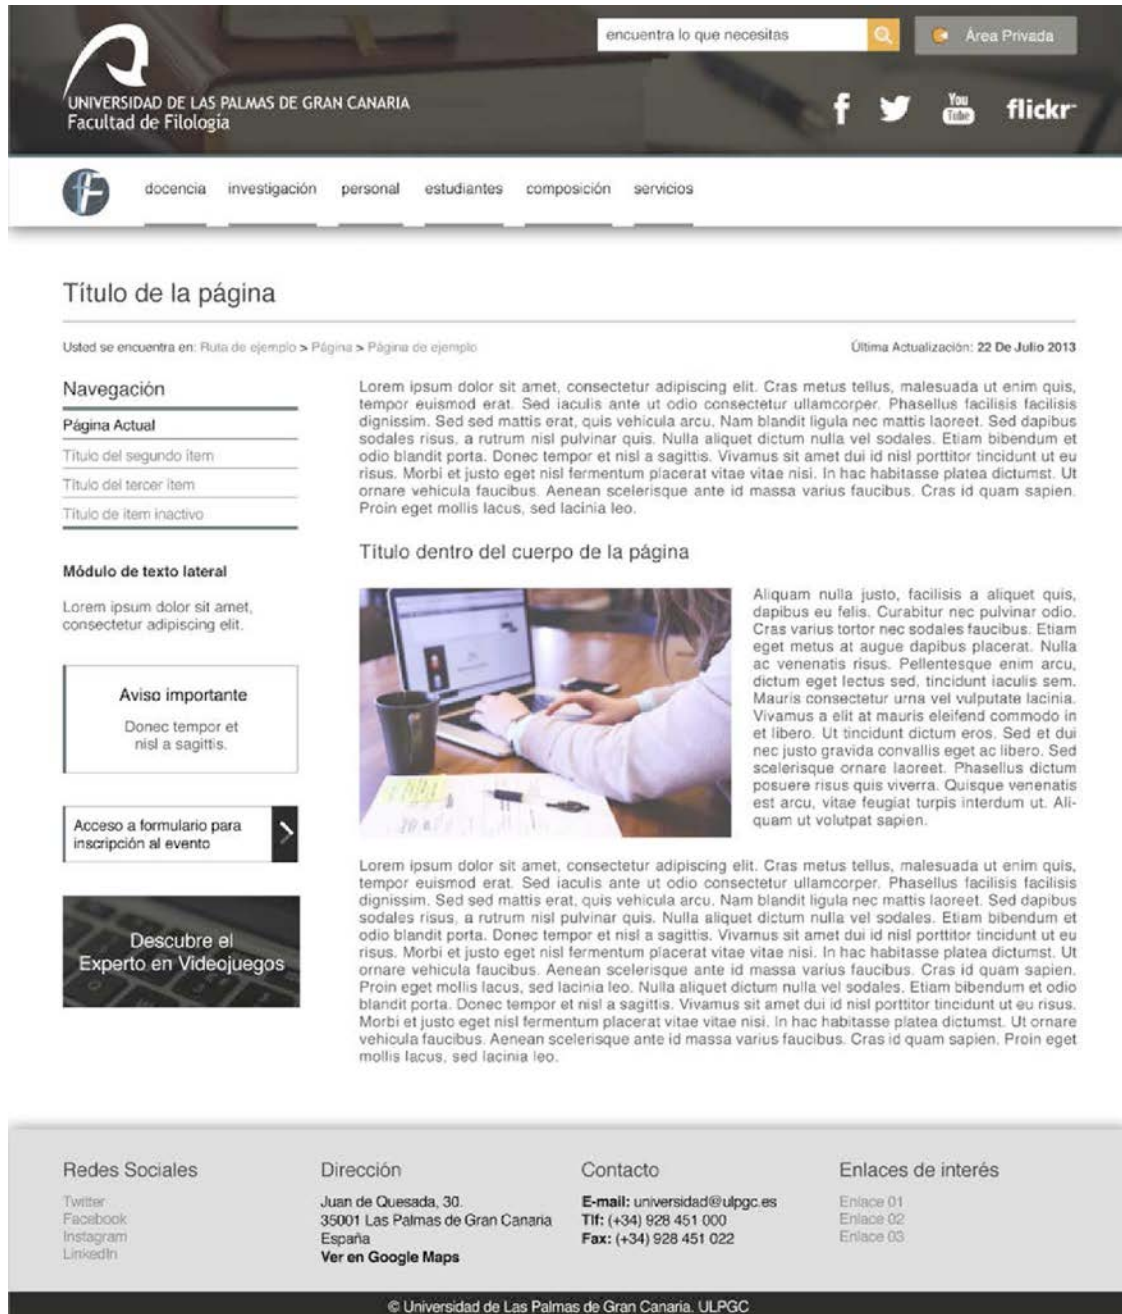 encuentra lo que necesitas
Área Privada
UNIVERSIDAD DE LAS PALMAS DE GRAN CANARIA
Facultad de Filología
f
You
Tube
flickr
docencia investigación personal estudiantes composición servicios
Título de la página
Usted se encuentra en: Ruta de ejemplo > Página > Página de ejemplo
Última Actualización: 22 De Julio 2013
Navegación
Página Actual
Título del segundo ítem
Título del tercer ítem
Título de ítem inactivo
Módulo de texto lateral
Lorem ipsum dolor sit amet,
consectetur adipiscing elit.
Aviso importante
Donec tempor et
nisl a sagittis.
Acceso a formulario para
inscripción al evento
Descubre el
Experto en Videojuegos
Lorem ipsum dolor sit amet, consectetur adipiscing elit. Cras metus tellus, malesuada ut enim quis,
tempor euismod erat. Sed iaculis ante ut odio consectetur ullamcorper. Phasellus facilisis facilisis
dignissim. Sed sed mattis erat, quis vehicula arcu. Nam blandit ligula nec mattis laoreet. Sed dapibus
sodales risus, a rutrum nisl pulvinar quis. Nulla aliquet dictum nulla vel sodales. Etiam bibendum et
odio blandit porta. Donec tempor et nisl a sagittis. Vivamus sit amet dui id nisl porttitor tincidunt ut eu
risus. Morbi et justo eget nisl fermentum placerat vitae vitae nisi. In hac habitasse platea dictumst. Ut
ornare vehicula faucibus. Aenean scelerisque ante id massa varius faucibus. Cras id quam sapien.
Proin eget mollis lacus, sed lacinia leo.
Título dentro del cuerpo de la página
Aliquam nulla justo, facilisis a aliquet quis,
dapibus eu felis. Curabitur nec pulvinar odio.
Cras varius tortor nec sodales faucibus. Etiam
eget metus at augue dapibus placerat. Nulla
ac venenatis risus. Pellentesque enim arcu,
dictum eget lectus sed, tincidunt iaculis sem.
Mauris consectetur urna vel vulputate lacinia.
Vivamus a elit at mauris eleifend commodo in
et libero. Ut tincidunt dictum eros. Sed et dui
nec justo gravida convallis eget ac libero. Sed
scelerisque ornare laoreet. Phasellus dictum
posuere risus quis viverra. Quisque venenatis
est arcu, vitae feugiat turpis interdum ut. Ali-
quam ut volutpat sapien.
Lorem ipsum dolor sit amet, consectetur adipiscing elit. Cras metus tellus, malesuada ut enim quis,
tempor euismod erat. Sed iaculis ante ut odio consectetur ullamcorper. Phasellus facilisis facilisis
dignissim. Sed sed mattis erat, quis vehicula arcu. Nam blandit ligula nec mattis laoreet. Sed dapibus
sodales risus, a rutrum nisl pulvinar quis. Nulla aliquet dictum nulla vel sodales. Etiam bibendum et
odio blandit porta. Donec tempor et nisl a sagittis. Vivamus sit amet dui id nisl porttitor tincidunt ut eu
risus. Morbi et justo eget nisl fermentum placerat vitae vitae nisi. In hac habitasse platea dictumst. Ut
ornare vehicula faucibus. Aenean scelerisque ante id massa varius faucibus. Cras id quam sapien.
Proin eget mollis lacus, sed lacinia leo. Nulla aliquet dictum nulla vel sodales. Etiam bibendum et odio
blandit porta. Donec tempor et nisl a sagittis. Vivamus sit amet dui id nisl porttitor tincidunt ut eu risus.
Morbi et justo eget nisl fermentum placerat vitae vitae nisi. In hac habitasse platea dictumst. Ut ornare
vehicula faucibus. Aenean scelerisque ante id massa varius faucibus. Cras id quam sapien. Proin eget
mollis lacus, sed lacinia leo.
Redes Sociales
Twitter
Facebook
Instagram
LinkedIn
Dirección
Juan de Quesada, 30.
35001 Las Palmas de Gran Canaria
España
Ver en Google Maps
Contacto
E-mail: universidad@ulpgc.es
Tlf: (+34) 928 451 000
Fax: (+34) 928 451 022
Enlaces de interés
Enlace 01
Enlace 02
Enlace 03
© Universidad de Las Palmas de Gran Canaria. ULPGC